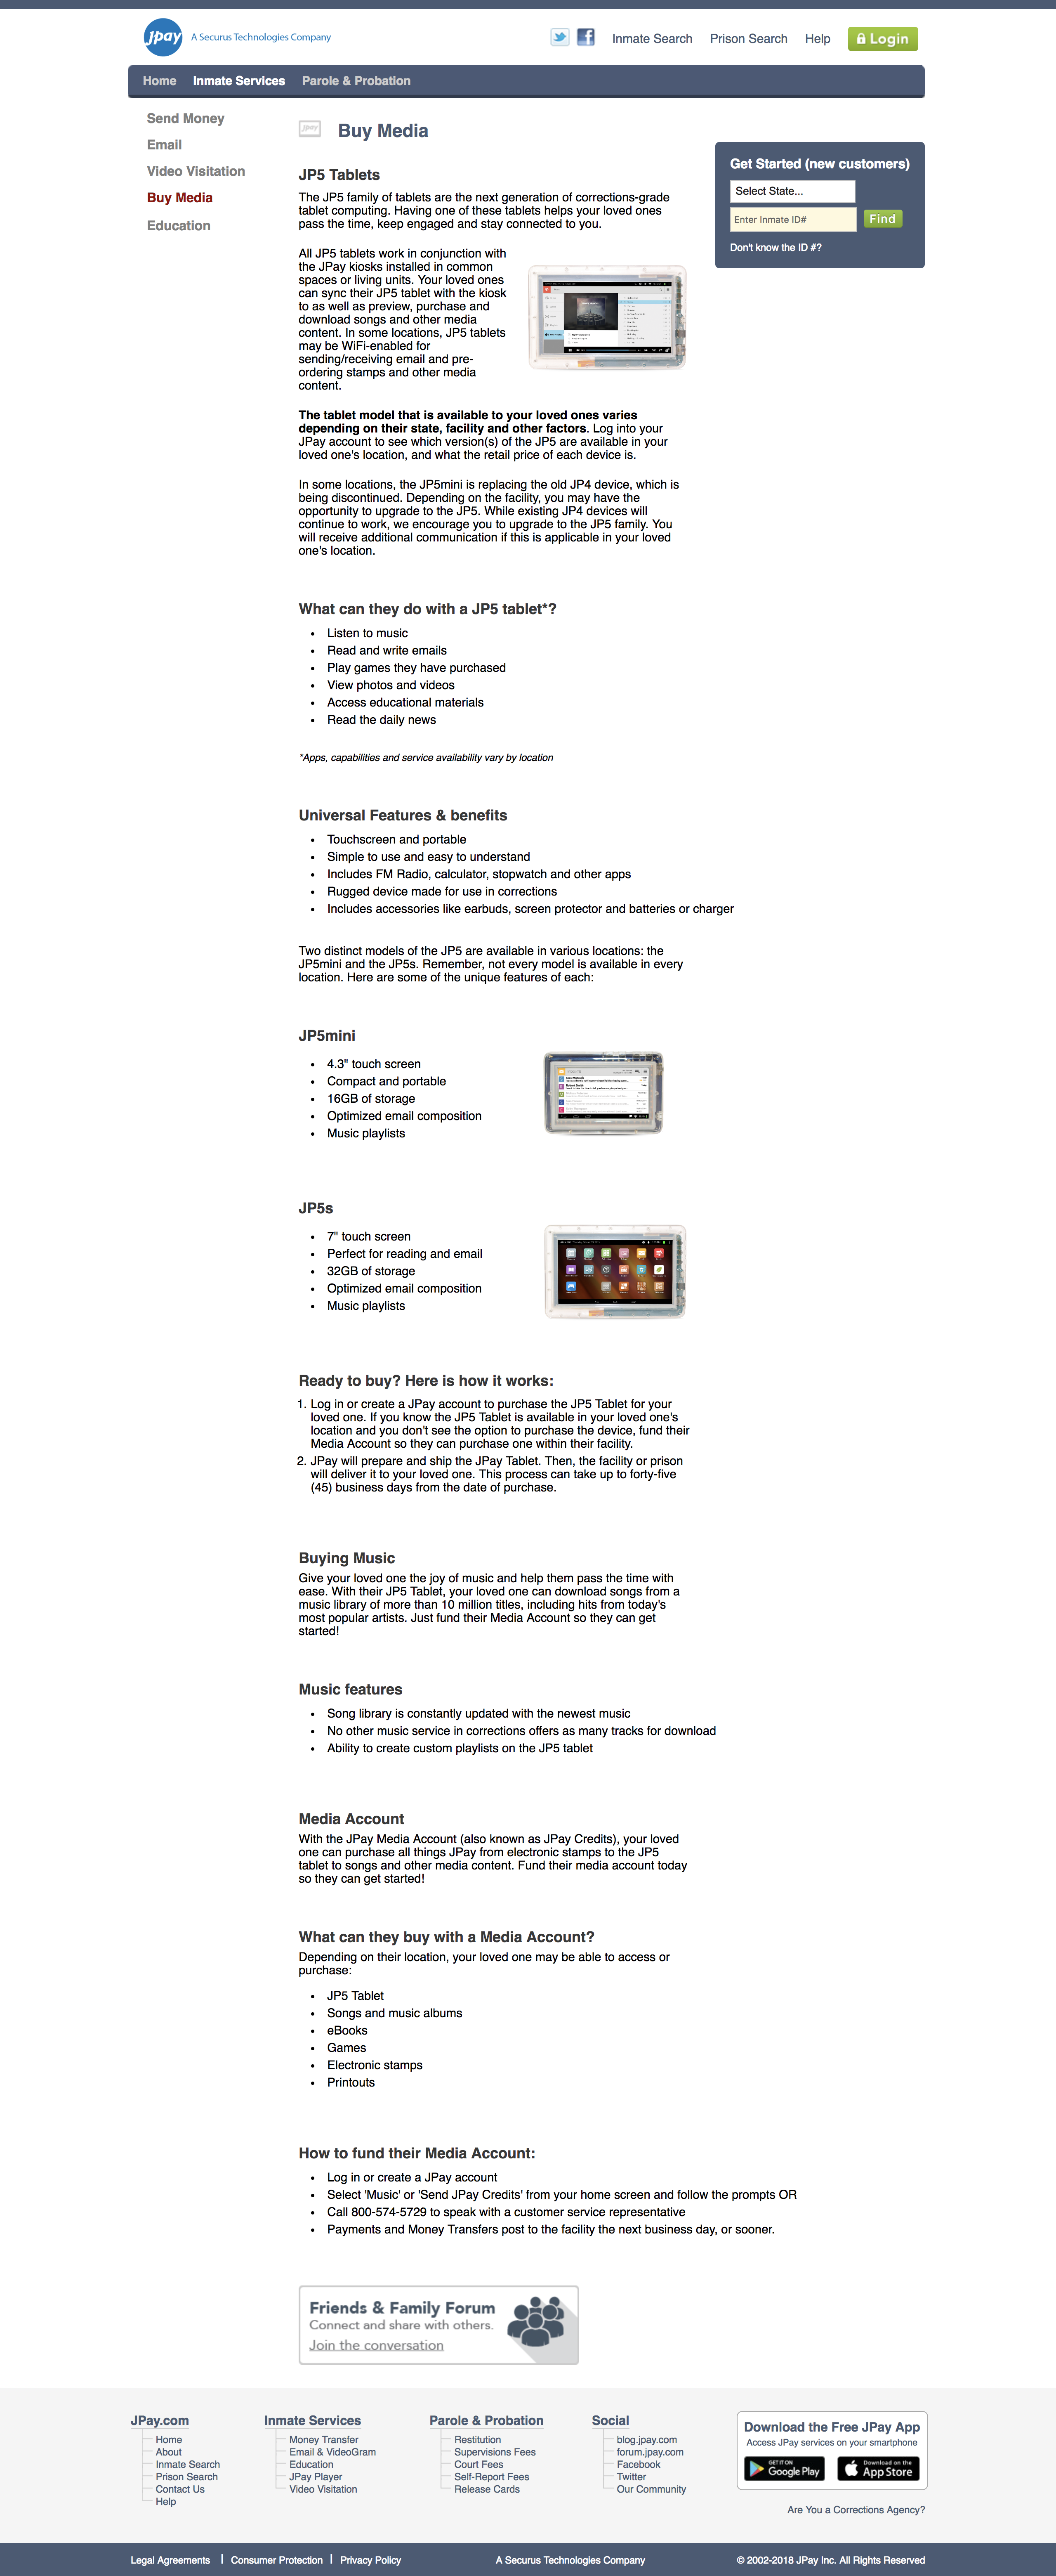 jpay A Securus Technologies Company
Inmate Search Prison Search Help Login
Home Inmate Services Parole & Probation
Send Money
Email
Video Visitation
Buy Media
Education
jpay Buy Media
Get Started (new customers)
Select State...
Enter Inmate ID# Find
Don't know the ID #?
JP5 Tablets
The JP5 family of tablets are the next generation of corrections-grade
tablet computing. Having one of these tablets helps your loved ones
pass the time, keep engaged and stay connected to you.
All JP5 tablets work in conjunction with
the JPay kiosks installed in common
spaces or living units. Your loved ones
can sync their JP5 tablet with the kiosk
to as well as preview, purchase and
download songs and other media
content. In some locations, JP5 tablets
may be WiFi-enabled for
sending/receiving email and pre-
ordering stamps and other media
content.
The tablet model that is available to your loved ones varies
depending on their state, facility and other factors. Log into your
JPay account to see which version(s) of the JP5 are available in your
loved one's location, and what the retail price of each device is.
In some locations, the JP5mini is replacing the old JP4 device, which is
being discontinued. Depending on the facility, you may have the
opportunity to upgrade to the JP5. While existing JP4 devices will
continue to work, we encourage you to upgrade to the JP5 family. You
will receive additional communication if this is applicable in your loved
one's location.
What can they do with a JP5 tablet*?
• Listen to music
• Read and write emails
• Play games they have purchased
• View photos and videos
• Access educational materials
• Read the daily news
*Apps, capabilities and service availability vary by location
Universal Features & benefits
• Touchscreen and portable
• Simple to use and easy to understand
• Includes FM Radio, calculator, stopwatch and other apps
• Rugged device made for use in corrections
• Includes accessories like earbuds, screen protector and batteries or charger
Two distinct models of the JP5 are available in various locations: the
JP5mini and the JP5s. Remember, not every model is available in every
location. Here are some of the unique features of each:
JP5mini
• 4.3" touch screen
• Compact and portable
• 16GB of storage
• Optimized email composition
• Music playlists
JP5s
• 7" touch screen
• Perfect for reading and email
• 32GB of storage
• Optimized email composition
• Music playlists
Ready to buy? Here is how it works:
1. Log in or create a JPay account to purchase the JP5 Tablet for your
loved one. If you know the JP5 Tablet is available in your loved one's
location and you don't see the option to purchase the device, fund their
Media Account so they can purchase one within their facility.
2. JPay will prepare and ship the JPay Tablet. Then, the facility or prison
will deliver it to your loved one. This process can take up to forty-five
(45) business days from the date of purchase.
Buying Music
Give your loved one the joy of music and help them pass the time with
ease. With their JP5 Tablet, your loved one can download songs from a
music library of more than 10 million titles, including hits from today's
most popular artists. Just fund their Media Account so they can get
started!
Music features
• Song library is constantly updated with the newest music
• No other music service in corrections offers as many tracks for download
• Ability to create custom playlists on the JP5 tablet
Media Account
With the JPay Media Account (also known as JPay Credits), your loved
one can purchase all things JPay from electronic stamps to the JP5
tablet to songs and other media content. Fund their media account today
so they can get started!
What can they buy with a Media Account?
Depending on their location, your loved one may be able to access or
purchase:
• JP5 Tablet
• Songs and music albums
• eBooks
• Games
• Electronic stamps
• Printouts
How to fund their Media Account:
• Log in or create a JPay account
• Select 'Music' or 'Send JPay Credits' from your home screen and follow the prompts OR
• Call 800-574-5729 to speak with a customer service representative
• Payments and Money Transfers post to the facility the next business day, or sooner.
Friends & Family Forum
Connect and share with others.
Join the conversation
JPay.com
Home
About
Inmate Search
Prison Search
Contact Us
Help
Inmate Services
Money Transfer
Email & VideoGram
Education
JPay Player
Video Visitation
Parole & Probation
Restitution
Supervisions Fees
Court Fees
Self-Report Fees
Release Cards
Social
blog.jpay.com
forum.jpay.com
Facebook
Twitter
Our Community
Download the Free JPay App
Access JPay services on your smartphone
GET IT ON Google Play
Download on the App Store
Are You a Corrections Agency?
Legal Agreements | Consumer Protection | Privacy Policy A Securus Technologies Company © 2002-2018 JPay Inc. All Rights Reserved